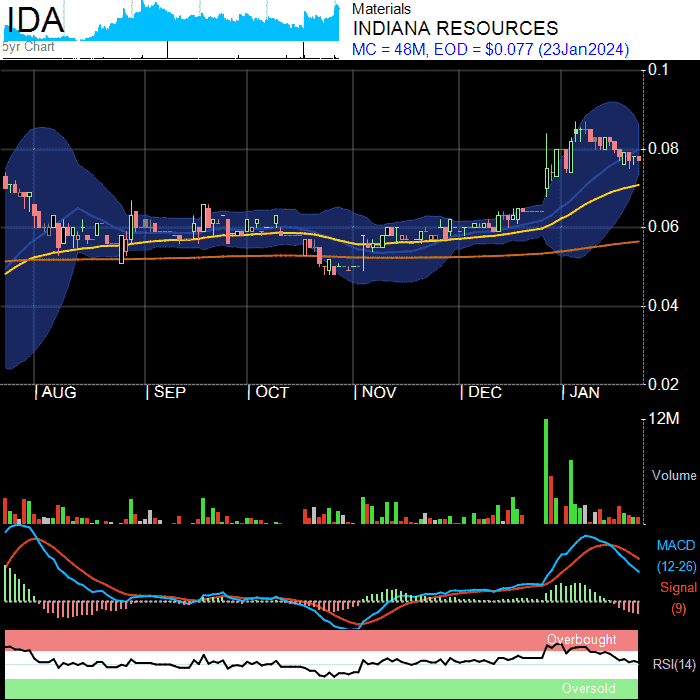 IDA
5yr Chart
Materials
INDIANA RESOURCES
MC = 48M, EOD = $0.077 (23Jan2024)
0.1
0.08
0.06
0.04
0.02
AUG SEP OCT NOV DEC JAN
12M
Volume
MACD
(12-26)
Signal
(9)
Overbought
RSI(14)
Oversold